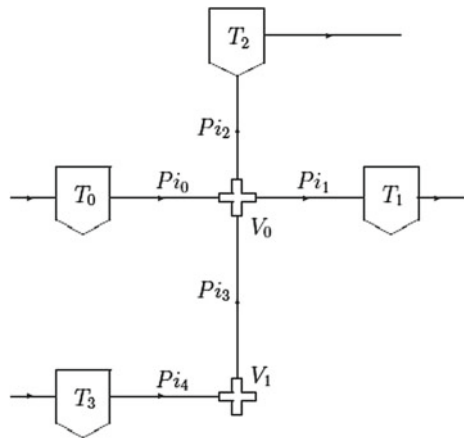 T₂
Pi₂
T₀ Pi₀ Pi₁ T₁
V₀
Pi₃
T₃ Pi₄ V₁